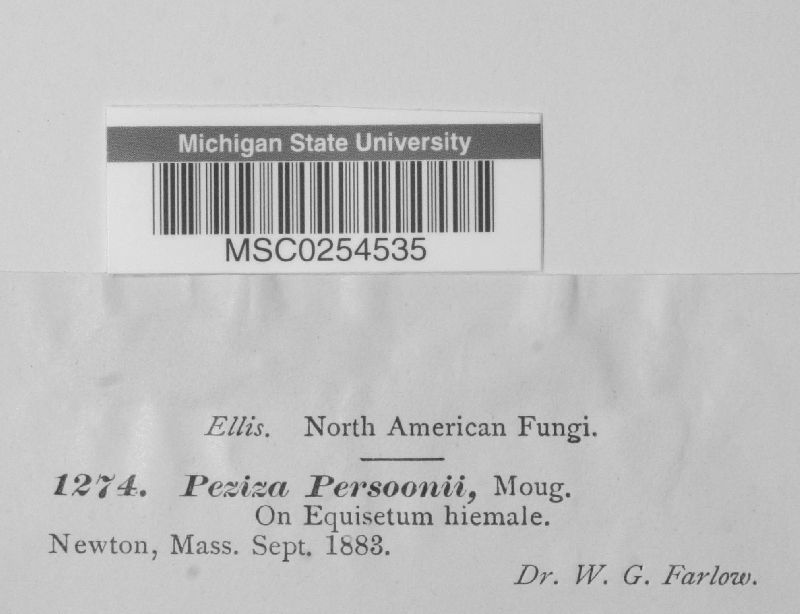 Michigan State University
MSC0254535
Ellis. North American Fungi.
1274. Peziza Persoonii, Moug.
On Equisetum hiemale.
Newton, Mass. Sept. 1883.
Dr. W. G. Farlow.